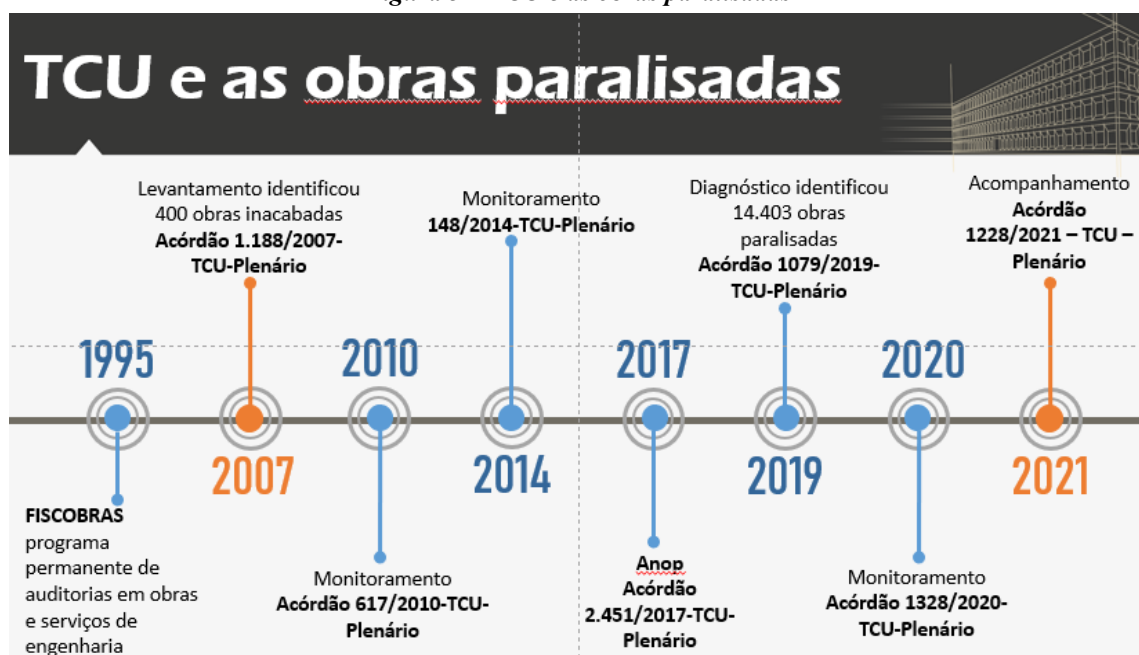 TCU e as obras paralisadas
Levantamento identificou
400 obras inacabadas
Acórdão 1.188/2007-
TCU-Plenário
Monitoramento
148/2014-TCU-Plenário
Diagnóstico identificou
14.403 obras
paralisadas
Acórdão 1079/2019-
TCU-Plenário
Acompanhamento
Acórdão
1228/2021 – TCU –
Plenário
1995
2010
2017
2020
2007
2014
2019
2021
FISCOBRAS
programa
permanente de
auditorias em obras
e serviços de
engenharia
Monitoramento
Acórdão 617/2010-TCU-
Plenário
Anop
Acórdão
2.451/2017-TCU-
Plenário
Monitoramento
Acórdão 1328/2020-
TCU-Plenário